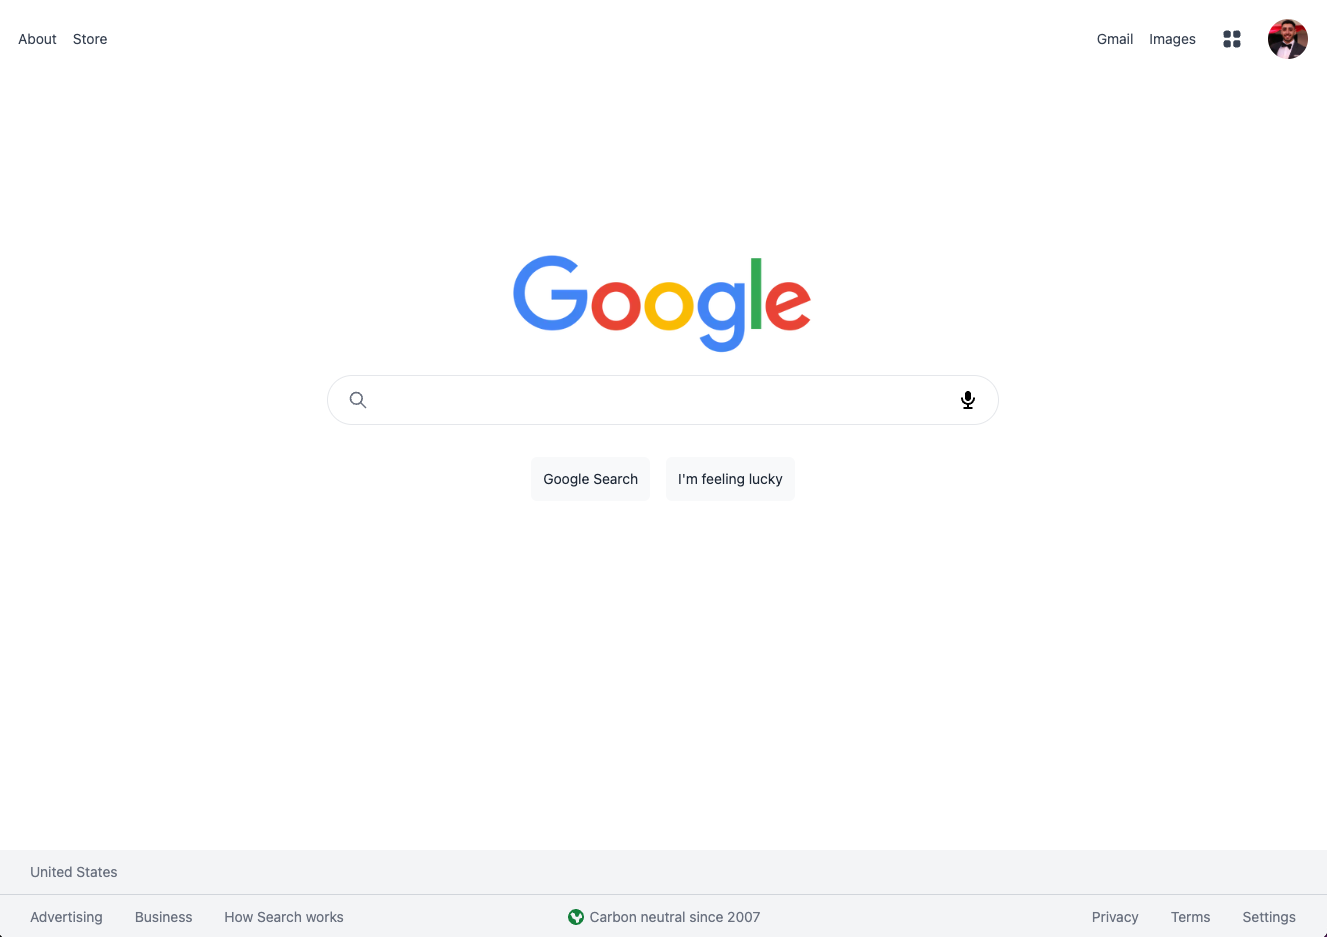 About Store Gmail Images
Google
Google Search I'm feeling lucky
United States
Advertising Business How Search works Carbon neutral since 2007 Privacy Terms Settings